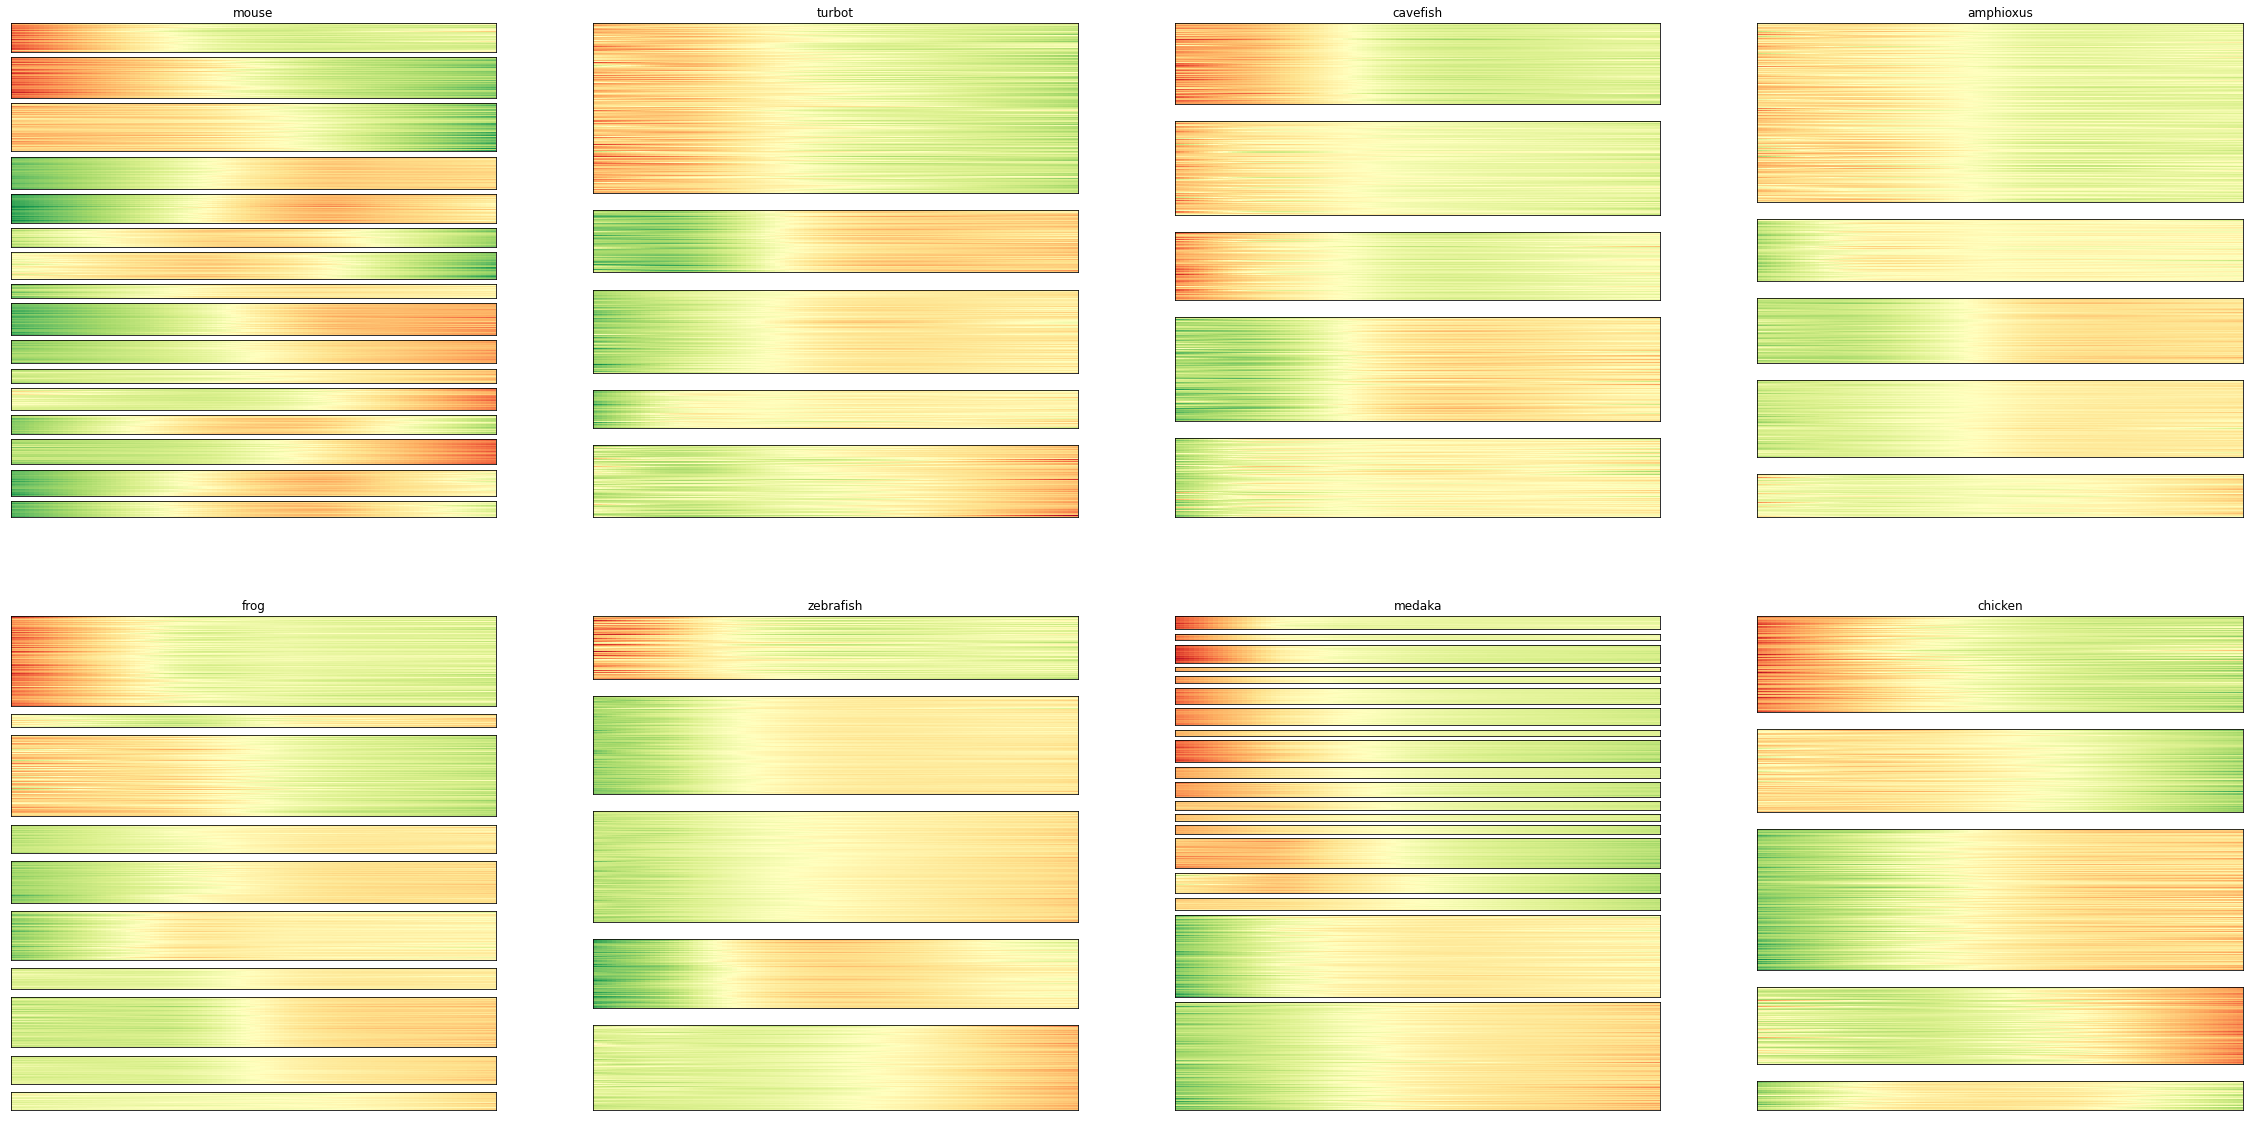 mouse
turbot
cavefish
amphioxus
frog
zebrafish
medaka
chicken